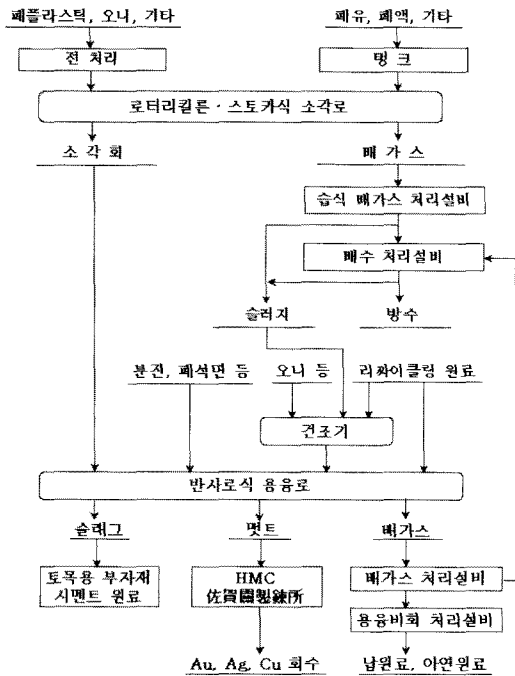 폐플라스틱, 오니, 기타
폐유, 폐액, 기타
전 처리
탱 크
로터리킬른 · 스토카식 소각로
소 각 회
배 가 스
습식 배가스 처리설비
배수 처리설비
슬러지
방수
분진, 폐석면 등
오니 등
리싸이클링 원료
건조기
반사로식 용융로
슬래그
멧트
배가스
토목용 부자재
시멘트 원료
HMC
佐賀關製鍊所
배가스 처리설비
용융비회 처리설비
Au, Ag, Cu 회수
납원료, 아연원료